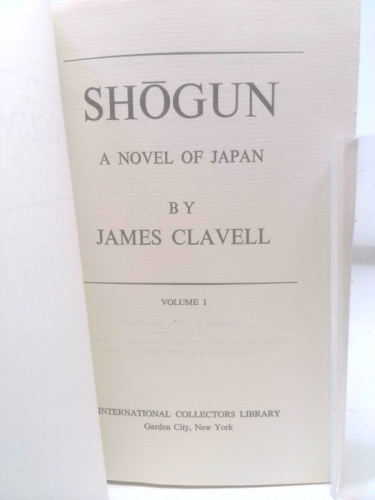 SHŌGUN
A NOVEL OF JAPAN
BY
JAMES CLAVELL
VOLUME 1
INTERNATIONAL COLLECTORS LIBRARY
Garden City, New York